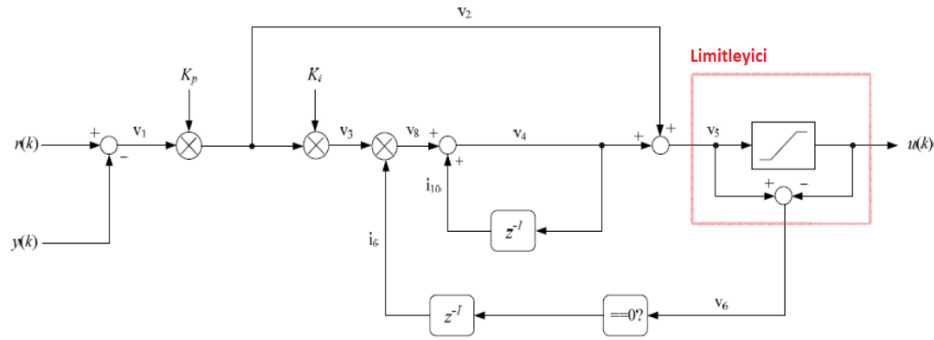 v₂
Limitleyici
Kₚ
Kᵢ
r(k)
+
−
v₁
v₃
v₈
+
+
v₄
+
+
v₅
u(k)
+
−
i₁₀
z⁻¹
y(k)
i₆
z⁻¹
==0?
v₆